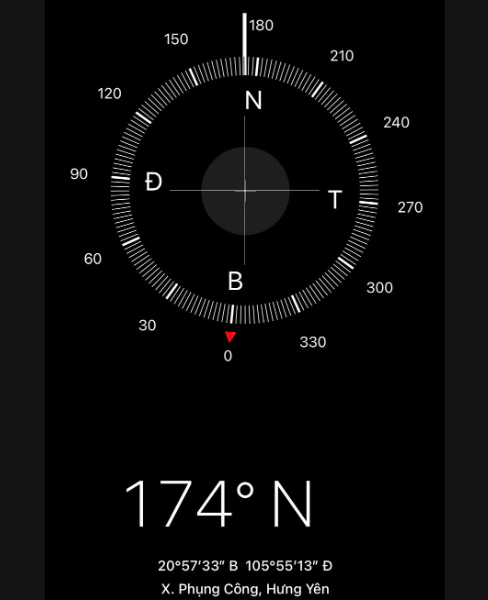 180
150
210
120
N
240
90
Đ
T
270
60
B
300
30
330
0
174° N
20°57’33” B 105°55’13” Đ
X. Phụng Công, Hưng Yên